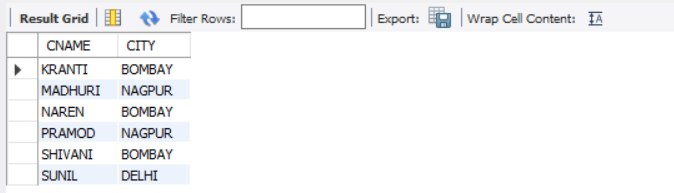 Result Grid Filter Rows: Export: Wrap Cell Content: IA
CNAME CITY
KRANTI BOMBAY
MADHURI NAGPUR
NAREN BOMBAY
PRAMOD NAGPUR
SHIVANI BOMBAY
SUNIL DELHI